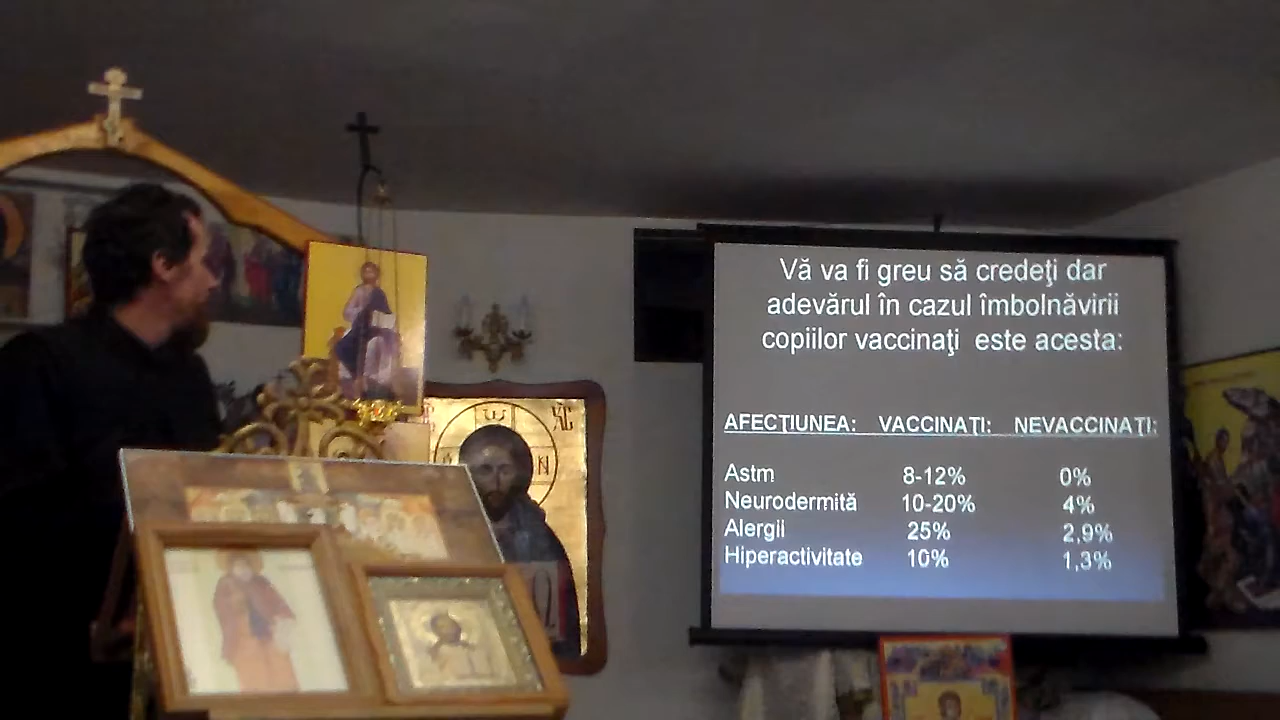 Vă va fi greu să credeţi dar
adevărul în cazul îmbolnăvirii
copiilor vaccinaţi este acesta:
AFECŢIUNEA: VACCINAŢI: NEVACCINAŢI:
Astm 8-12% 0%
Neurodermită 10-20% 4%
Alergii 25% 2,9%
Hiperactivitate 10% 1,3%